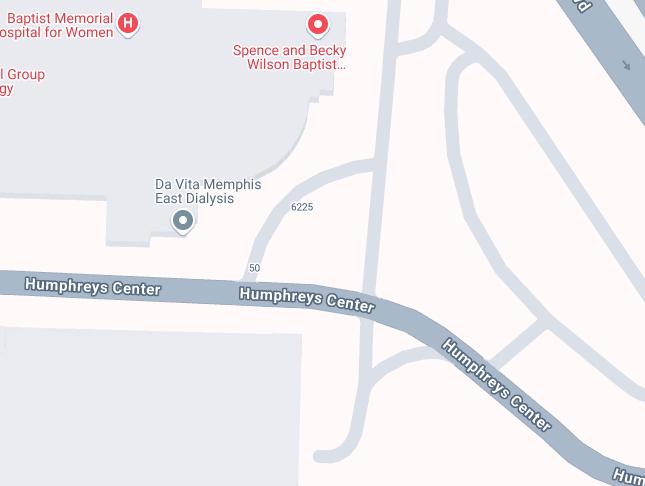 Baptist Memorial
ospital for Women
H
Spence and Becky
Wilson Baptist...
l Group
gy
Da Vita Memphis
East Dialysis
6225
50
Humphreys Center
Humphreys Center
Humphreys Center
Hum
vd